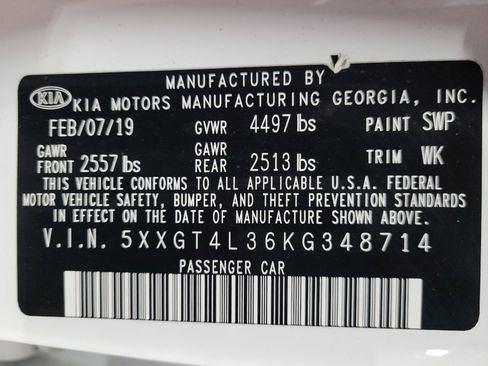 MANUFACTURED BY
KIA KIA MOTORS MANUFACTURING GEORGIA, INC.
FEB/07/19 GVWR 4497 lbs PAINT SWP
GAWR FRONT 2557 lbs GAWR REAR 2513 lbs TRIM WK
THIS VEHICLE CONFORMS TO ALL APPLICABLE U.S.A. FEDERAL
MOTOR VEHICLE SAFETY, BUMPER, AND THEFT PREVENTION STANDARDS
IN EFFECT ON THE DATE OF MANUFACTURE SHOWN ABOVE.
V.I.N. 5XXGT4L36KG348714
PASSENGER CAR